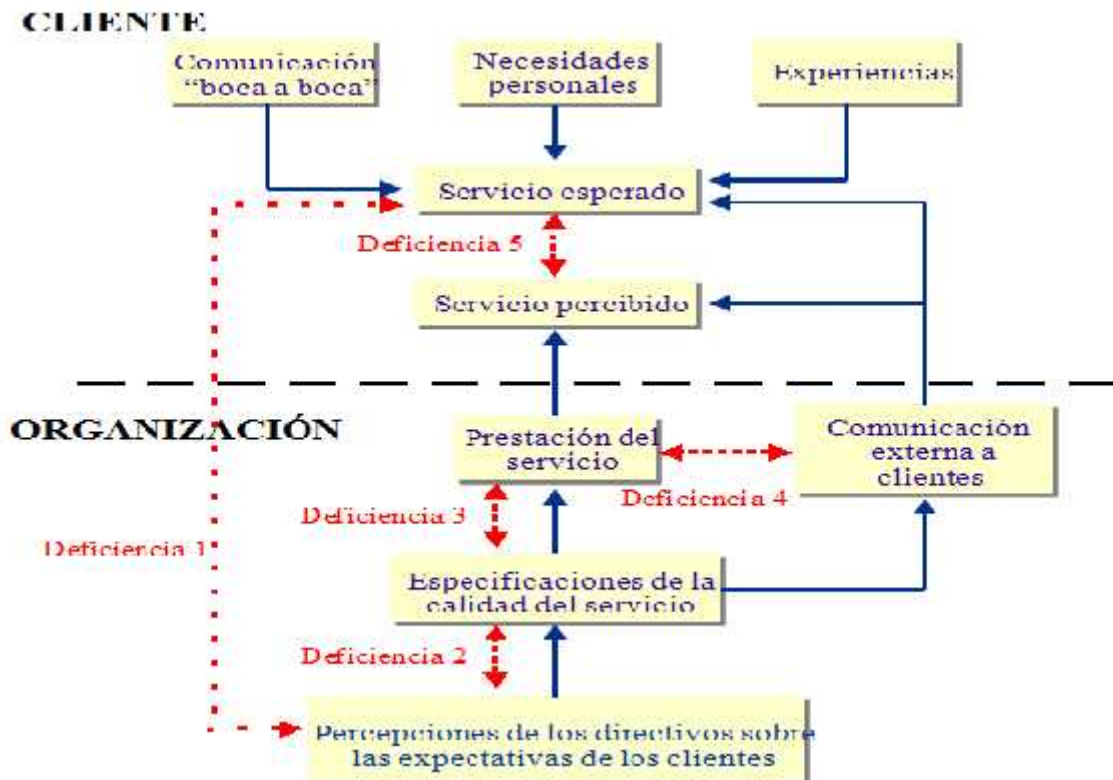 CLIENTE
Comunicación
“boca a boca”
Necesidades
personales
Experiencias
Servicio esperado
Deficiencia 5
Servicio percibido
ORGANIZACIÓN
Prestación del
servicio
Comunicación
externa a
clientes
Deficiencia 4
Deficiencia 3
Deficiencia 1
Especificaciones de la
calidad del servicio
Deficiencia 2
Percepciones de los directivos sobre
las expectativas de los clientes